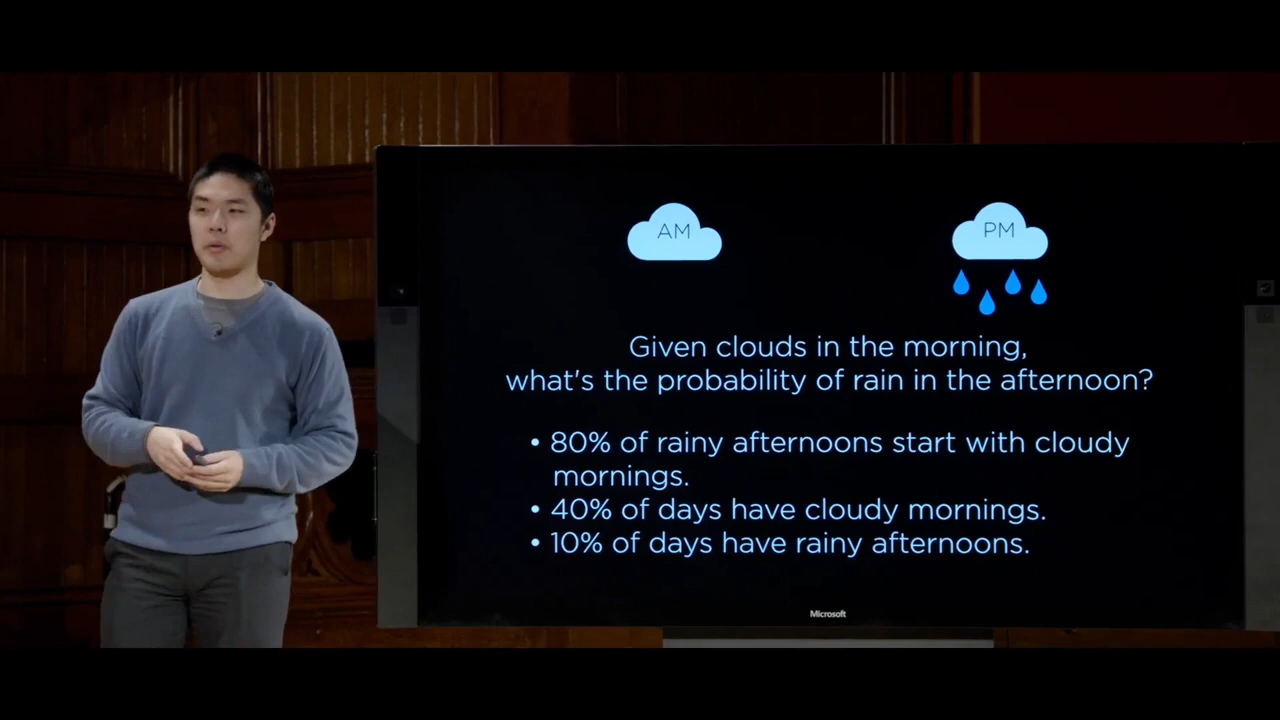 AM
PM
Given clouds in the morning,
what's the probability of rain in the afternoon?
• 80% of rainy afternoons start with cloudy
mornings.
• 40% of days have cloudy mornings.
• 10% of days have rainy afternoons.
Microsoft